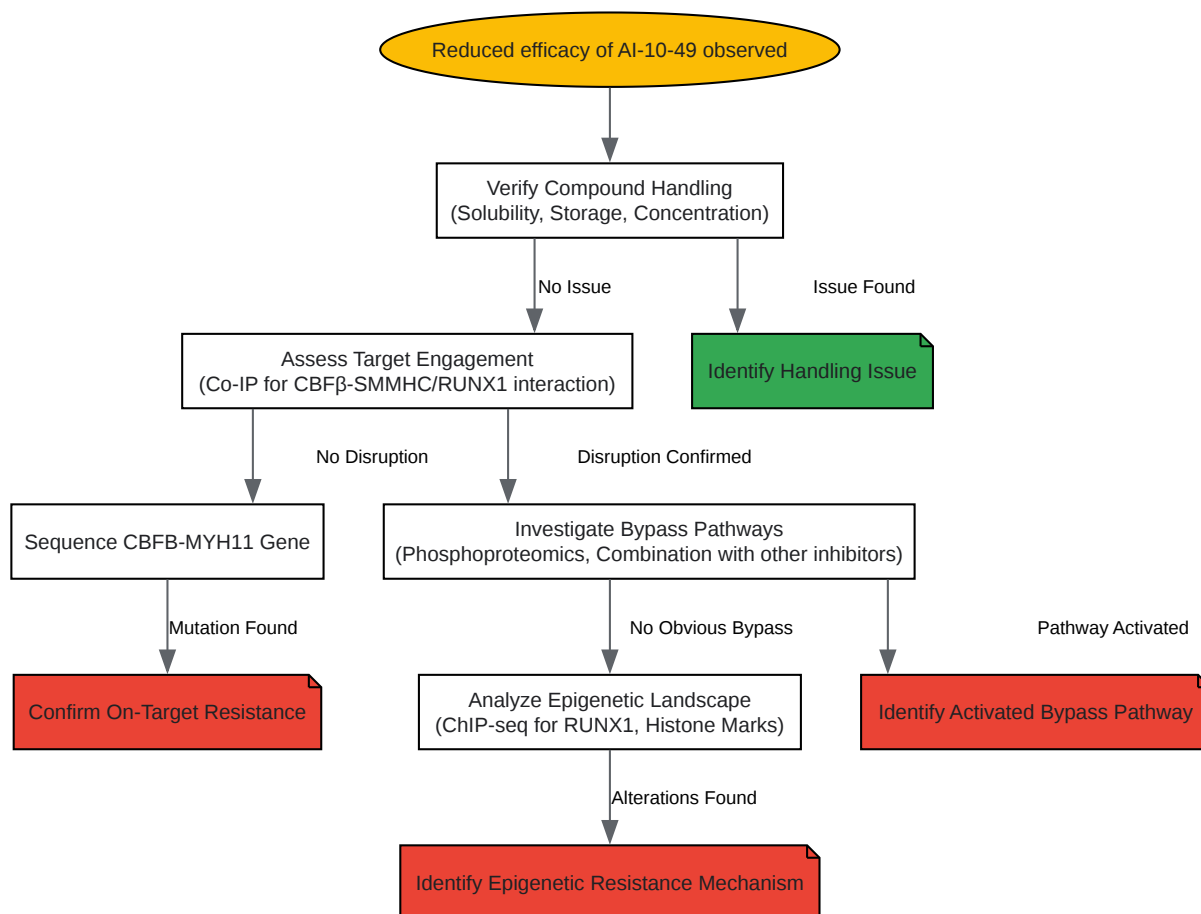 Reduced efficacy of AI-10-49 observed
Verify Compound Handling
(Solubility, Storage, Concentration)
No Issue
Issue Found
Assess Target Engagement
(Co-IP for CBFβ-SMMHC/RUNX1 interaction)
Identify Handling Issue
No Disruption
Disruption Confirmed
Sequence CBFB-MYH11 Gene
Investigate Bypass Pathways
(Phosphoproteomics, Combination with other inhibitors)
Mutation Found
No Obvious Bypass
Pathway Activated
Confirm On-Target Resistance
Analyze Epigenetic Landscape
(ChIP-seq for RUNX1, Histone Marks)
Identify Activated Bypass Pathway
Alterations Found
Identify Epigenetic Resistance Mechanism